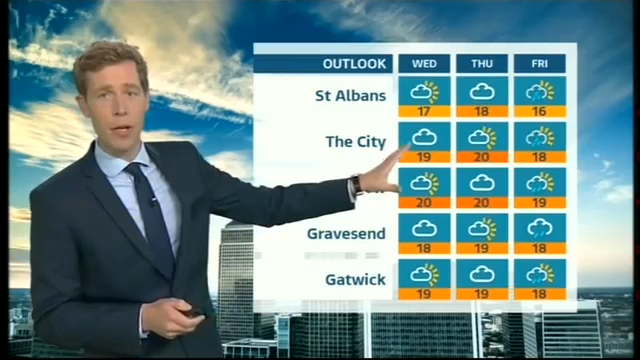 OUTLOOK WED THU FRI
St Albans 17 18 16
The City 19 20 18
20 20 19
Gravesend 18 19 18
Gatwick 19 19 18